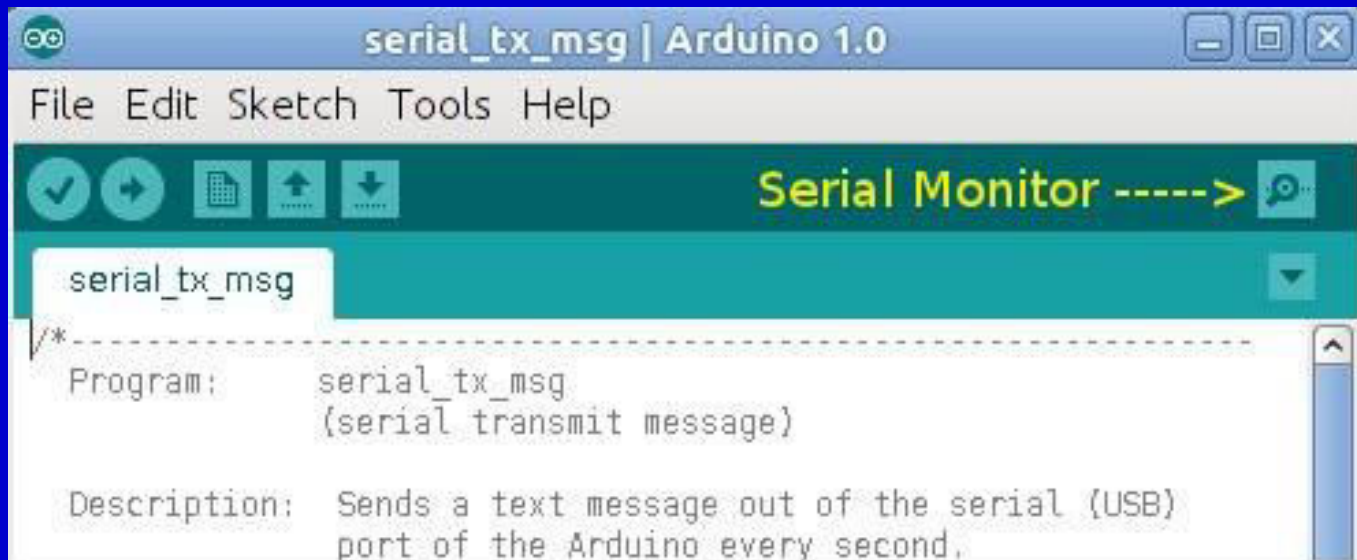 serial_tx_msg | Arduino 1.0
File Edit Sketch Tools Help
Serial Monitor ----->
serial_tx_msg
/*--------------------------------------------------------------
Program: serial_tx_msg
(serial transmit message)
Description: Sends a text message out of the serial (USB)
port of the Arduino every second.